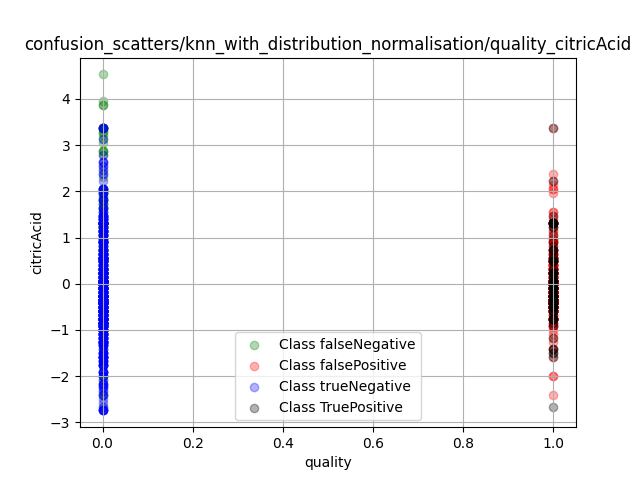 confusion_scatters/knn_with_distribution_normalisation/quality_citricAcid
4
3
2
1
0
−1
−2
−3
citricAcid
Class falseNegative
Class falsePositive
Class trueNegative
Class TruePositive
0.0 0.2 0.4 0.6 0.8 1.0
quality